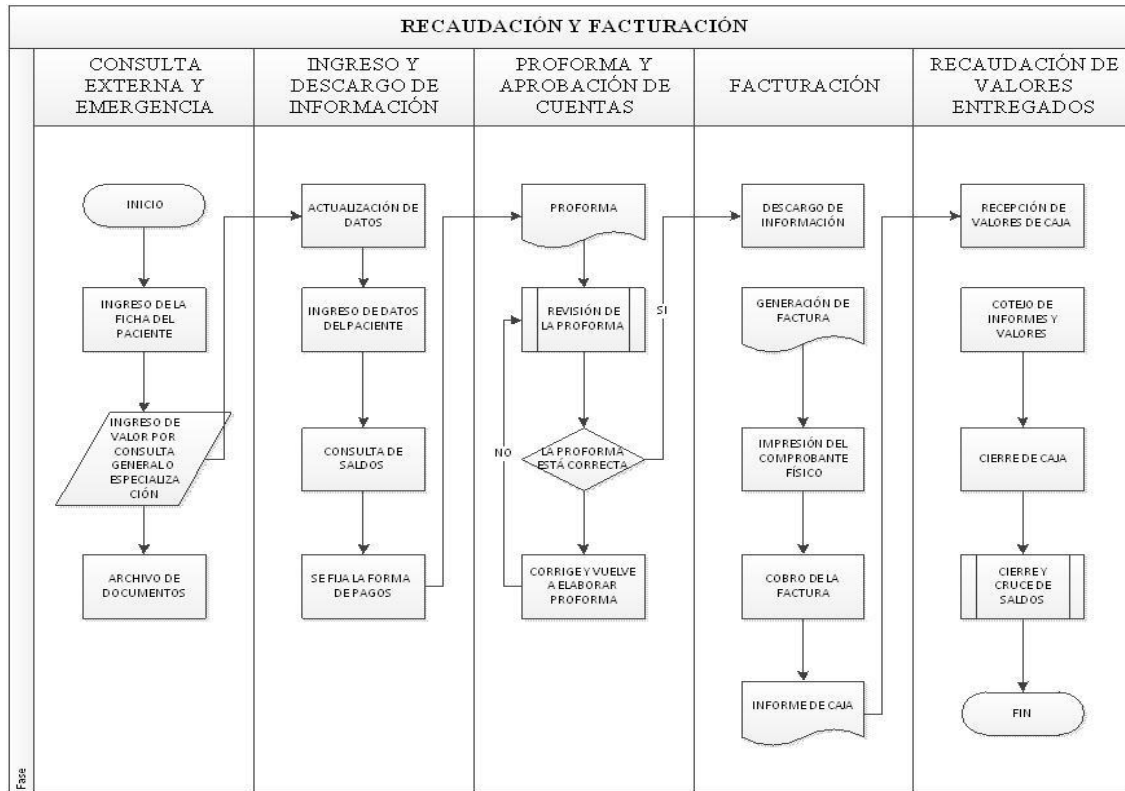 RECAUDACIÓN Y FACTURACIÓN
CONSULTA
EXTERNA Y
EMERGENCIA
INGRESO Y
DESCARGO DE
INFORMACIÓN
PROFORMA Y
APROBACIÓN DE
CUENTAS
FACTURACIÓN
RECAUDACIÓN DE
VALORES
ENTREGADOS
INICIO
INGRESO DE LA
FICHA DEL
PACIENTE
INGRESO DE
VALOR POR
CONSULTA
GENERAL O
ESPECIALIZA
CIÓN
ARCHIVO DE
DOCUMENTOS
ACTUALIZACIÓN DE
DATOS
INGRESO DE DATOS
DEL PACIENTE
CONSULTA DE
SALDOS
SE FIJA LA FORMA
DE PAGOS
PROFORMA
REVISIÓN DE
LA PROFORMA
LA PROFORMA
ESTÁ CORRECTA
NO
SI
CORRIGE Y VUELVE
A ELABORAR
PROFORMA
DESCARGO DE
INFORMACIÓN
GENERACIÓN DE
FACTURA
IMPRESIÓN DEL
COMPROBANTE
FÍSICO
COBRO DE LA
FACTURA
INFORME DE CAJA
RECEPCIÓN DE
VALORES DE CAJA
COTEJO DE
INFORMES Y
VALORES
CIERRE DE CAJA
CIERRE Y
CRUCE DE
SALDOS
FIN
Fase